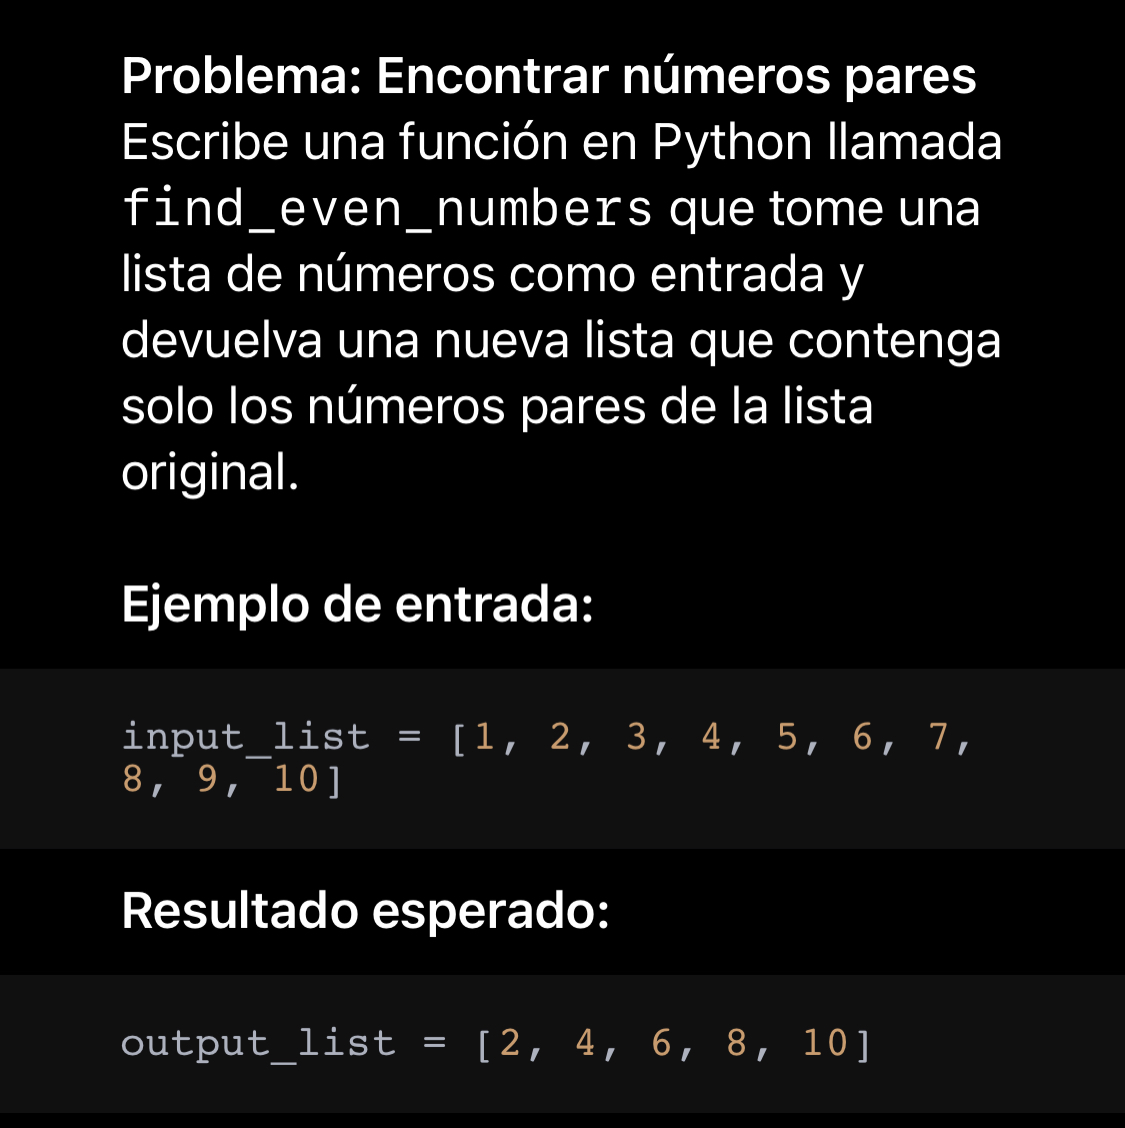 Problema: Encontrar números pares
Escribe una función en Python llamada
find_even_numbers que tome una
lista de números como entrada y
devuelva una nueva lista que contenga
solo los números pares de la lista
original.
Ejemplo de entrada:
input_list = [1, 2, 3, 4, 5, 6, 7,
8, 9, 10]
Resultado esperado:
output_list = [2, 4, 6, 8, 10]